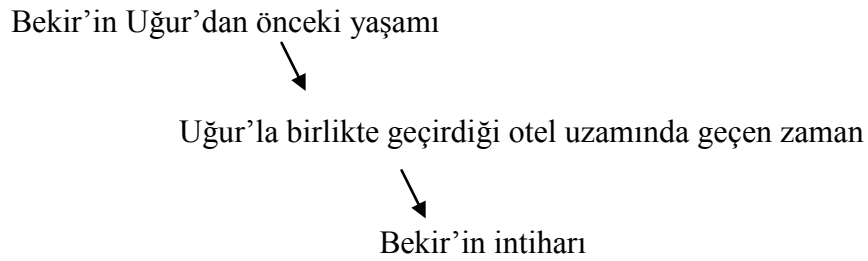 Bekir’in Uğur’dan önceki yaşamı
Uğur’la birlikte geçirdiği otel uzamında geçen zaman
Bekir’in intiharı